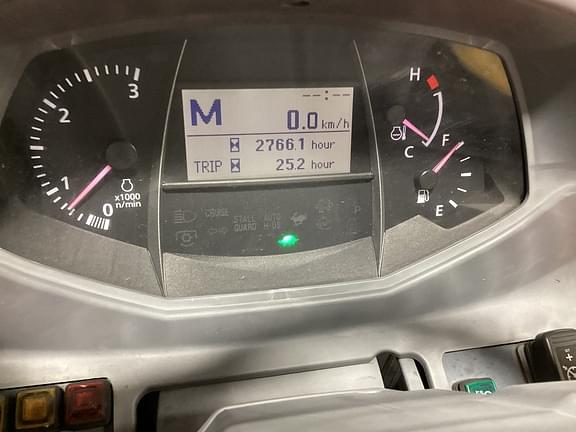 3
2
1
0
x1000
n/min
M
--:--
0.0 km/h
2766.1 hour
TRIP 25.2 hour
H
C
F
E
CRUISE
STALL
GUARD
AUTO
H-DS
P